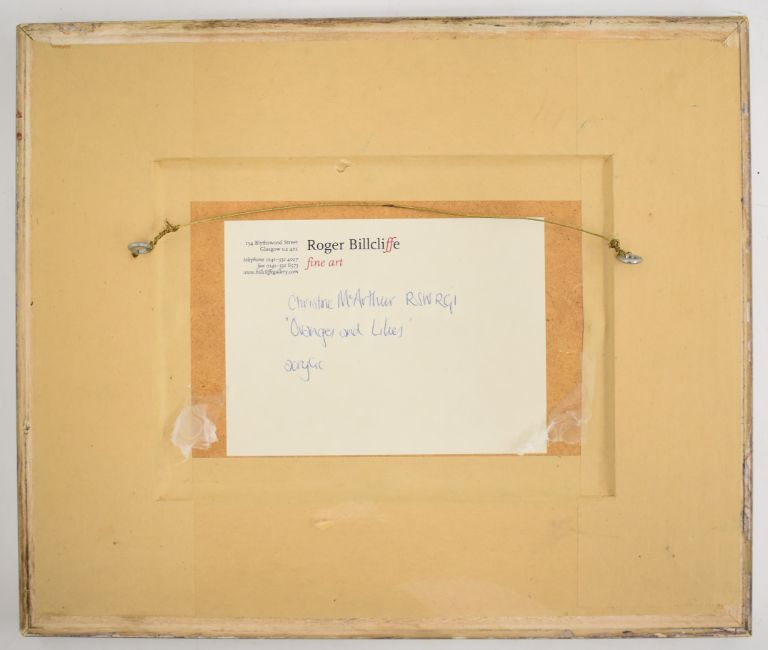 134 Blythswood Street
Glasgow G2 4EL
telephone 0141-332 4027
fax 0141-332 6573
www.billcliffegallery.com
Roger Billcliffe
fine art
Christine McArthur RSW RGI
"Oranges and Lilies"
acrylic